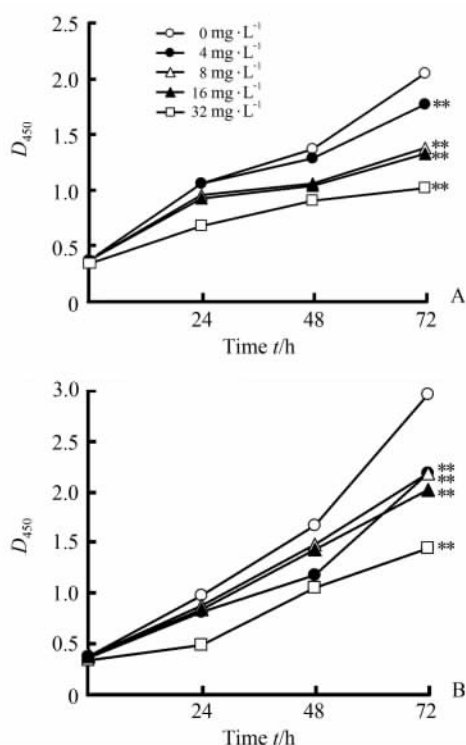 2.5
2.0
1.5
1.0
0.5
0
D450
0 mg·L⁻¹
4 mg·L⁻¹
8 mg·L⁻¹
16 mg·L⁻¹
32 mg·L⁻¹
**
**
**
**
24
48
72
Time t/h
A
3.0
2.5
2.0
1.5
1.0
0.5
0
D450
**
**
**
**
24
48
72
Time t/h
B